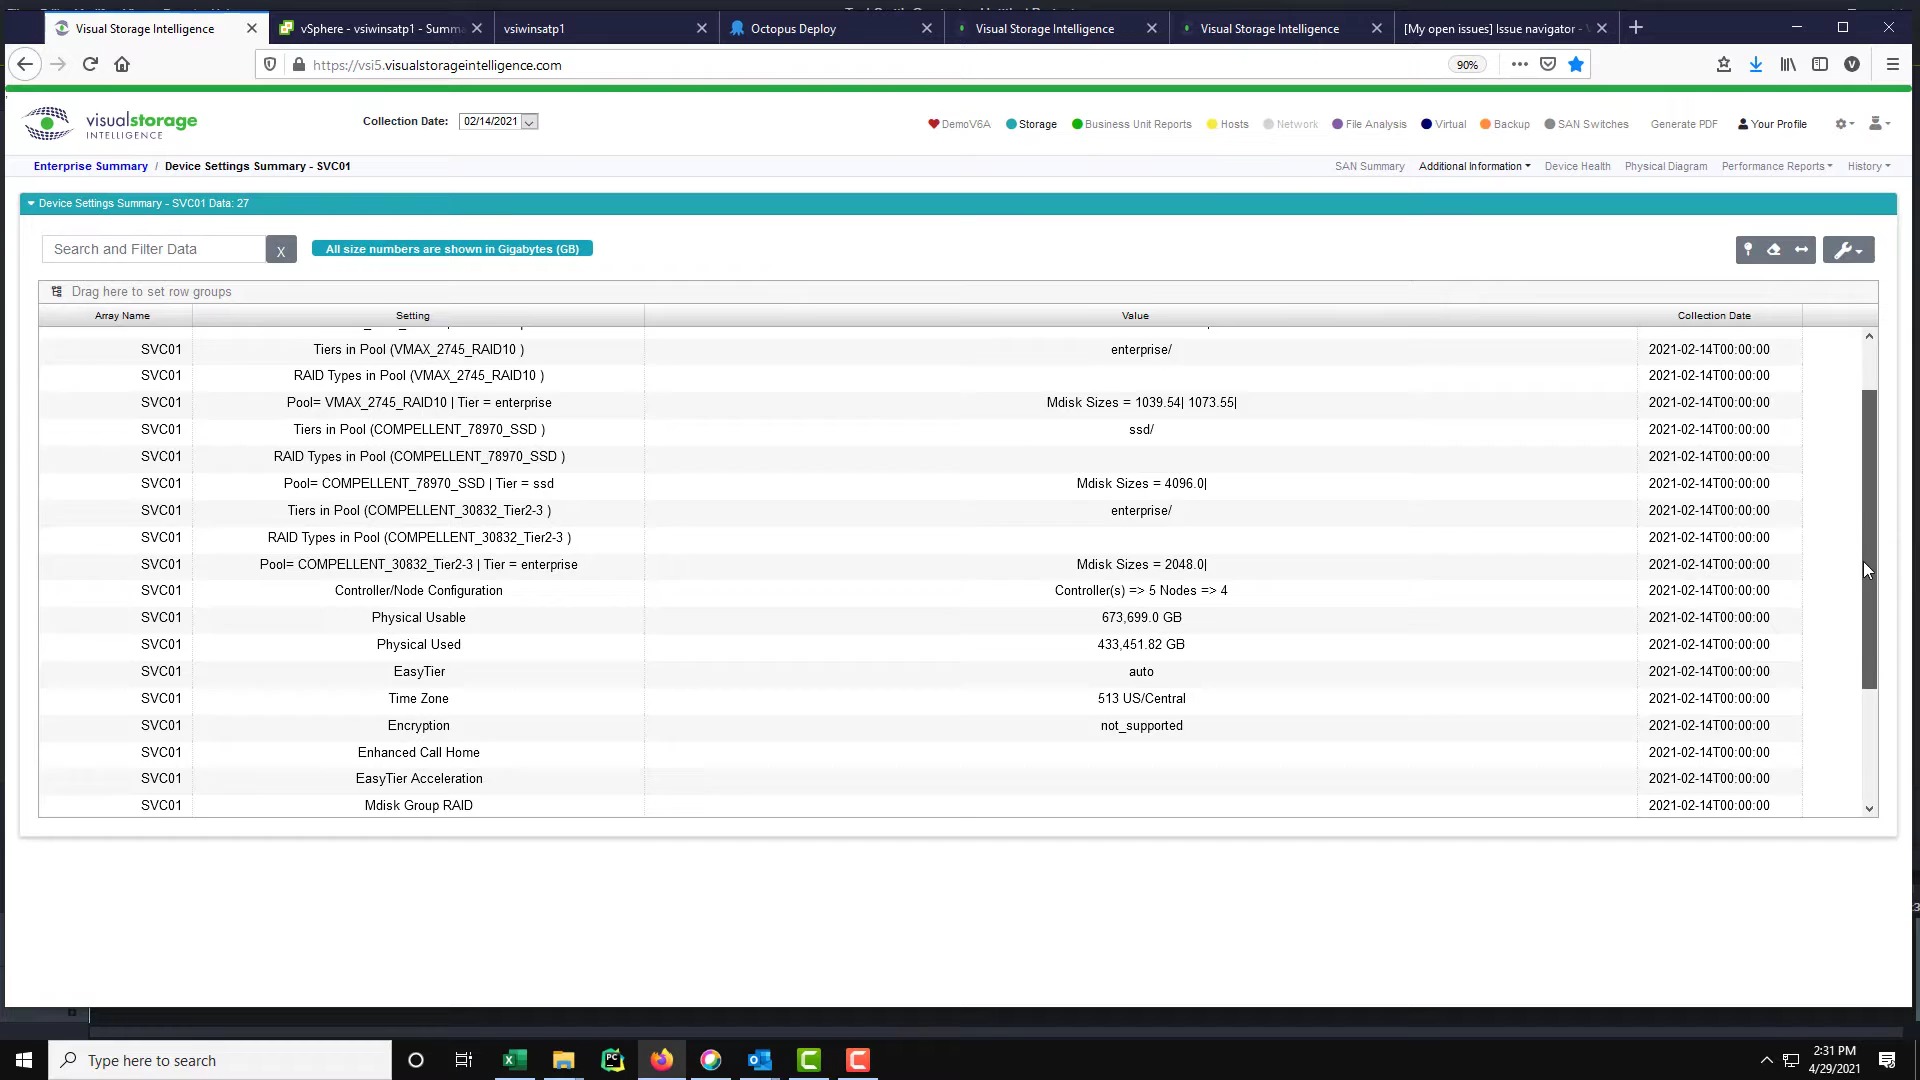 Visual Storage Intelligence
vSphere - vsiwinsatp1 - Summa
vsiwinsatp1
Octopus Deploy
Visual Storage Intelligence
Visual Storage Intelligence
[My open issues] Issue navigator -
https://vsi5.visualstorageintelligence.com
90%
visualstorage
INTELLIGENCE
Collection Date: 02/14/2021
DemoV6A Storage Business Unit Reports Hosts Network File Analysis Virtual Backup SAN Switches Generate PDF Your Profile
Enterprise Summary / Device Settings Summary - SVC01
SAN Summary Additional Information Device Health Physical Diagram Performance Reports History
Device Settings Summary - SVC01 Data: 27
Search and Filter Data X All size numbers are shown in Gigabytes (GB)
Drag here to set row groups
Array Name Setting Value Collection Date
SVC01 Tiers in Pool (VMAX_2745_RAID10 ) enterprise/ 2021-02-14T00:00:00
SVC01 RAID Types in Pool (VMAX_2745_RAID10 ) 2021-02-14T00:00:00
SVC01 Pool= VMAX_2745_RAID10 | Tier = enterprise Mdisk Sizes = 1039.54| 1073.55| 2021-02-14T00:00:00
SVC01 Tiers in Pool (COMPELLENT_78970_SSD ) ssd/ 2021-02-14T00:00:00
SVC01 RAID Types in Pool (COMPELLENT_78970_SSD ) 2021-02-14T00:00:00
SVC01 Pool= COMPELLENT_78970_SSD | Tier = ssd Mdisk Sizes = 4096.0| 2021-02-14T00:00:00
SVC01 Tiers in Pool (COMPELLENT_30832_Tier2-3 ) enterprise/ 2021-02-14T00:00:00
SVC01 RAID Types in Pool (COMPELLENT_30832_Tier2-3 ) 2021-02-14T00:00:00
SVC01 Pool= COMPELLENT_30832_Tier2-3 | Tier = enterprise Mdisk Sizes = 2048.0| 2021-02-14T00:00:00
SVC01 Controller/Node Configuration Controller(s) => 5 Nodes => 4 2021-02-14T00:00:00
SVC01 Physical Usable 673,699.0 GB 2021-02-14T00:00:00
SVC01 Physical Used 433,451.82 GB 2021-02-14T00:00:00
SVC01 EasyTier auto 2021-02-14T00:00:00
SVC01 Time Zone 513 US/Central 2021-02-14T00:00:00
SVC01 Encryption not_supported 2021-02-14T00:00:00
SVC01 Enhanced Call Home 2021-02-14T00:00:00
SVC01 EasyTier Acceleration 2021-02-14T00:00:00
SVC01 Mdisk Group RAID 2021-02-14T00:00:00
Type here to search
2:31 PM
4/29/2021